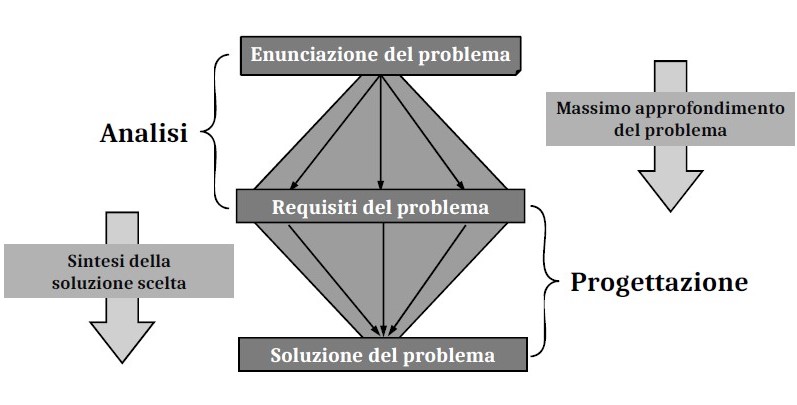 Enunciazione del problema
Analisi
Massimo approfondimento
del problema
Requisiti del problema
Sintesi della
soluzione scelta
Progettazione
Soluzione del problema